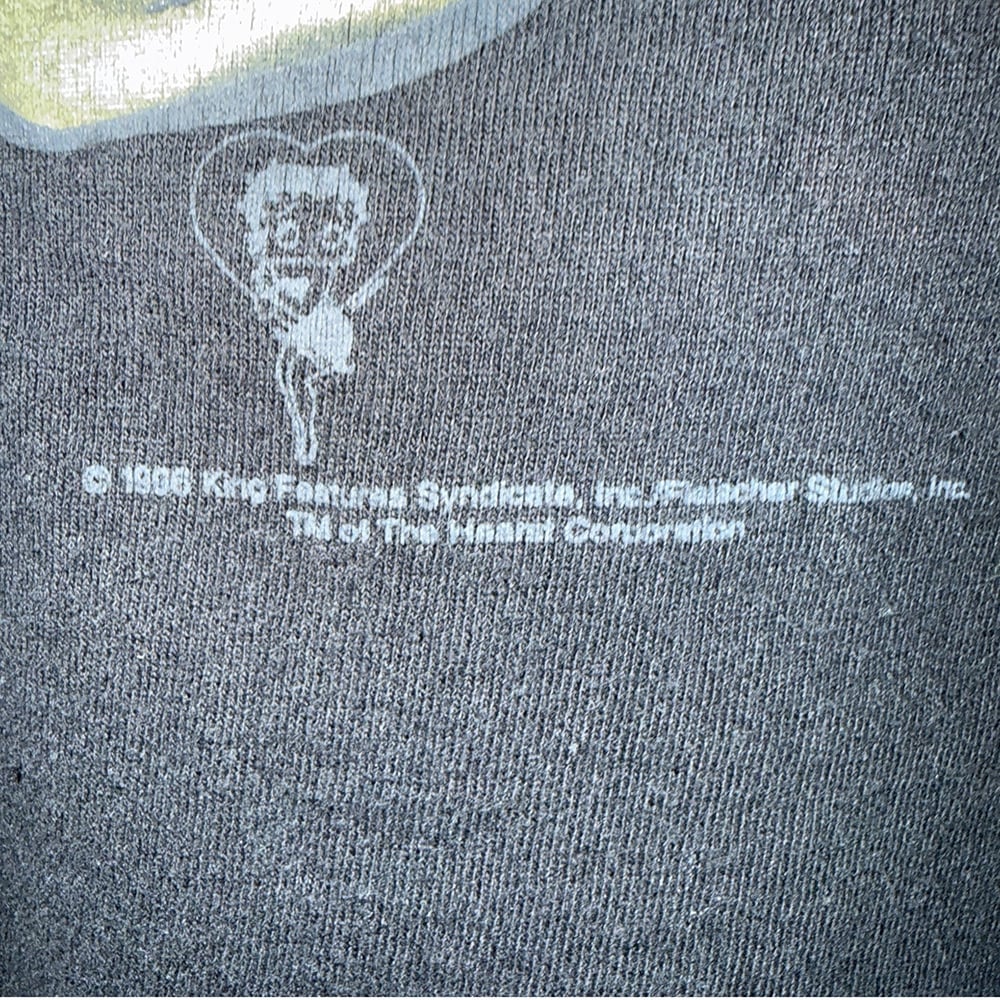 © King Features Syndicate, Inc./Fleischer Studios, Inc.
TM of The Hearst Corporation